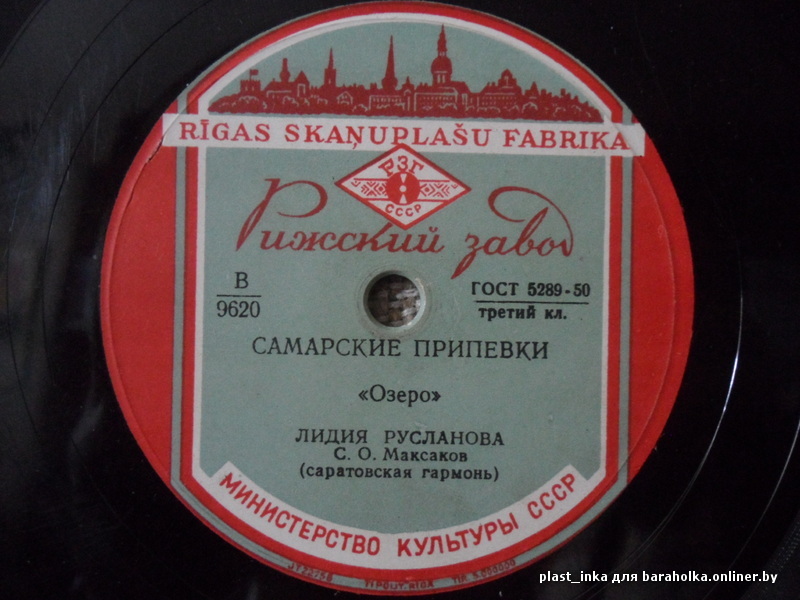 RĪGAS SKAŅUPLAŠU FABRIKA
РЗГ
СССР
Рижский завод
В
9620
ГОСТ 5289-50
третий кл.
САМАРСКИЕ ПРИПЕВКИ
«Озеро»
ЛИДИЯ РУСЛАНОВА
С. О. Максаков
(саратовская гармонь)
МИНИСТЕРСТВО КУЛЬТУРЫ СССР
plast_inka для baraholka.onliner.by